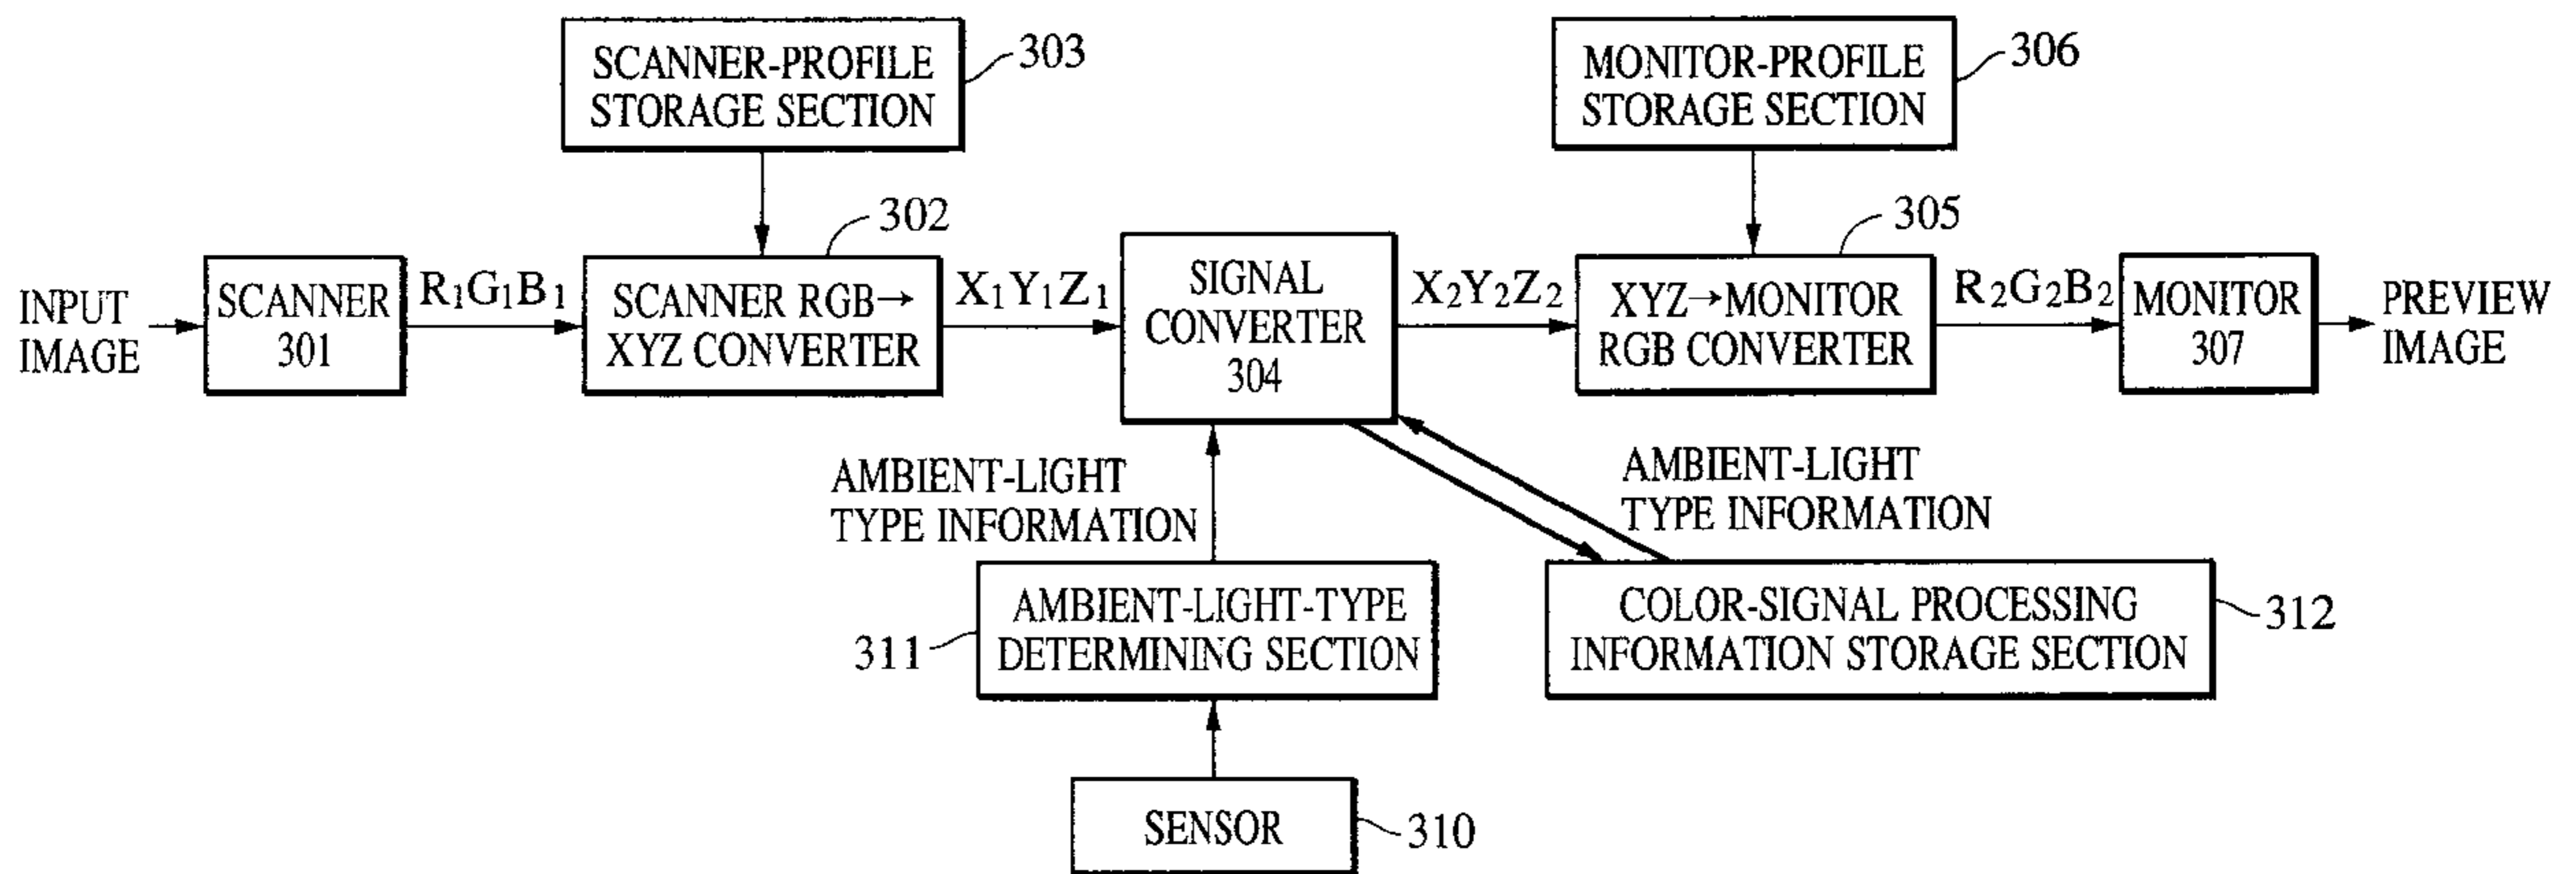 SCANNER-PROFILE
STORAGE SECTION
303
MONITOR-PROFILE
STORAGE SECTION
306
302
305
INPUT
IMAGE
SCANNER
301
R₁G₁B₁
SCANNER RGB→
XYZ CONVERTER
X₁Y₁Z₁
SIGNAL
CONVERTER
304
X₂Y₂Z₂
XYZ→MONITOR
RGB CONVERTER
R₂G₂B₂
MONITOR
307
PREVIEW
IMAGE
AMBIENT-LIGHT
TYPE INFORMATION
AMBIENT-LIGHT
TYPE INFORMATION
311
AMBIENT-LIGHT-TYPE
DETERMINING SECTION
COLOR-SIGNAL PROCESSING
INFORMATION STORAGE SECTION
312
SENSOR
310